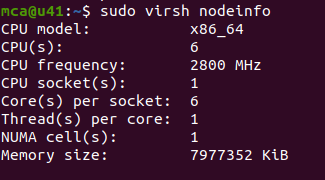 mca@u41:~$ sudo virsh nodeinfo
CPU model:           x86_64
CPU(s):              6
CPU frequency:       2800 MHz
CPU socket(s):       1
Core(s) per socket:  6
Thread(s) per core:  1
NUMA cell(s):        1
Memory size:         7977352 KiB